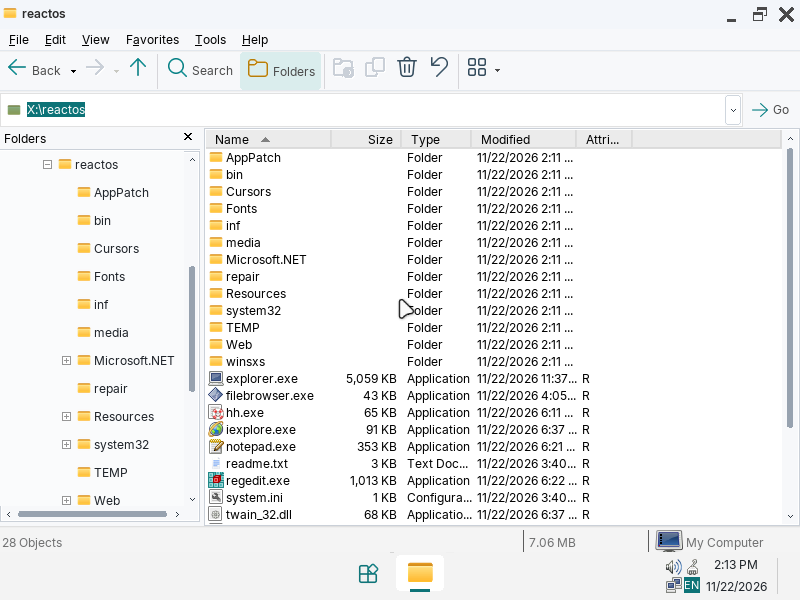 reactos
File Edit View Favorites Tools Help
Back Search Folders
X:\reactos Go
Folders
reactos
AppPatch
bin
Cursors
Fonts
inf
media
Microsoft.NET
repair
Resources
system32
TEMP
Web
Name Size Type Modified Attri...
AppPatch Folder 11/22/2026 2:11 ...
bin Folder 11/22/2026 2:11 ...
Cursors Folder 11/22/2026 2:11 ...
Fonts Folder 11/22/2026 2:11 ...
inf Folder 11/22/2026 2:11 ...
media Folder 11/22/2026 2:11 ...
Microsoft.NET Folder 11/22/2026 2:11 ...
repair Folder 11/22/2026 2:11 ...
Resources Folder 11/22/2026 2:11 ...
system32 Folder 11/22/2026 2:11 ...
TEMP Folder 11/22/2026 2:11 ...
Web Folder 11/22/2026 2:11 ...
winsxs Folder 11/22/2026 2:11 ...
explorer.exe 5,059 KB Application 11/22/2026 11:37... R
filebrowser.exe 43 KB Application 11/22/2026 4:05... R
hh.exe 65 KB Application 11/22/2026 6:11 ... R
iexplore.exe 91 KB Application 11/22/2026 6:37 ... R
notepad.exe 353 KB Application 11/22/2026 6:21 ... R
readme.txt 3 KB Text Doc... 11/22/2026 3:40... R
regedit.exe 1,013 KB Application 11/22/2026 6:22 ... R
system.ini 1 KB Configura... 11/22/2026 3:40... R
twain_32.dll 68 KB Applicatio... 11/22/2026 6:37 ... R
28 Objects 7.06 MB My Computer
2:13 PM
EN 11/22/2026